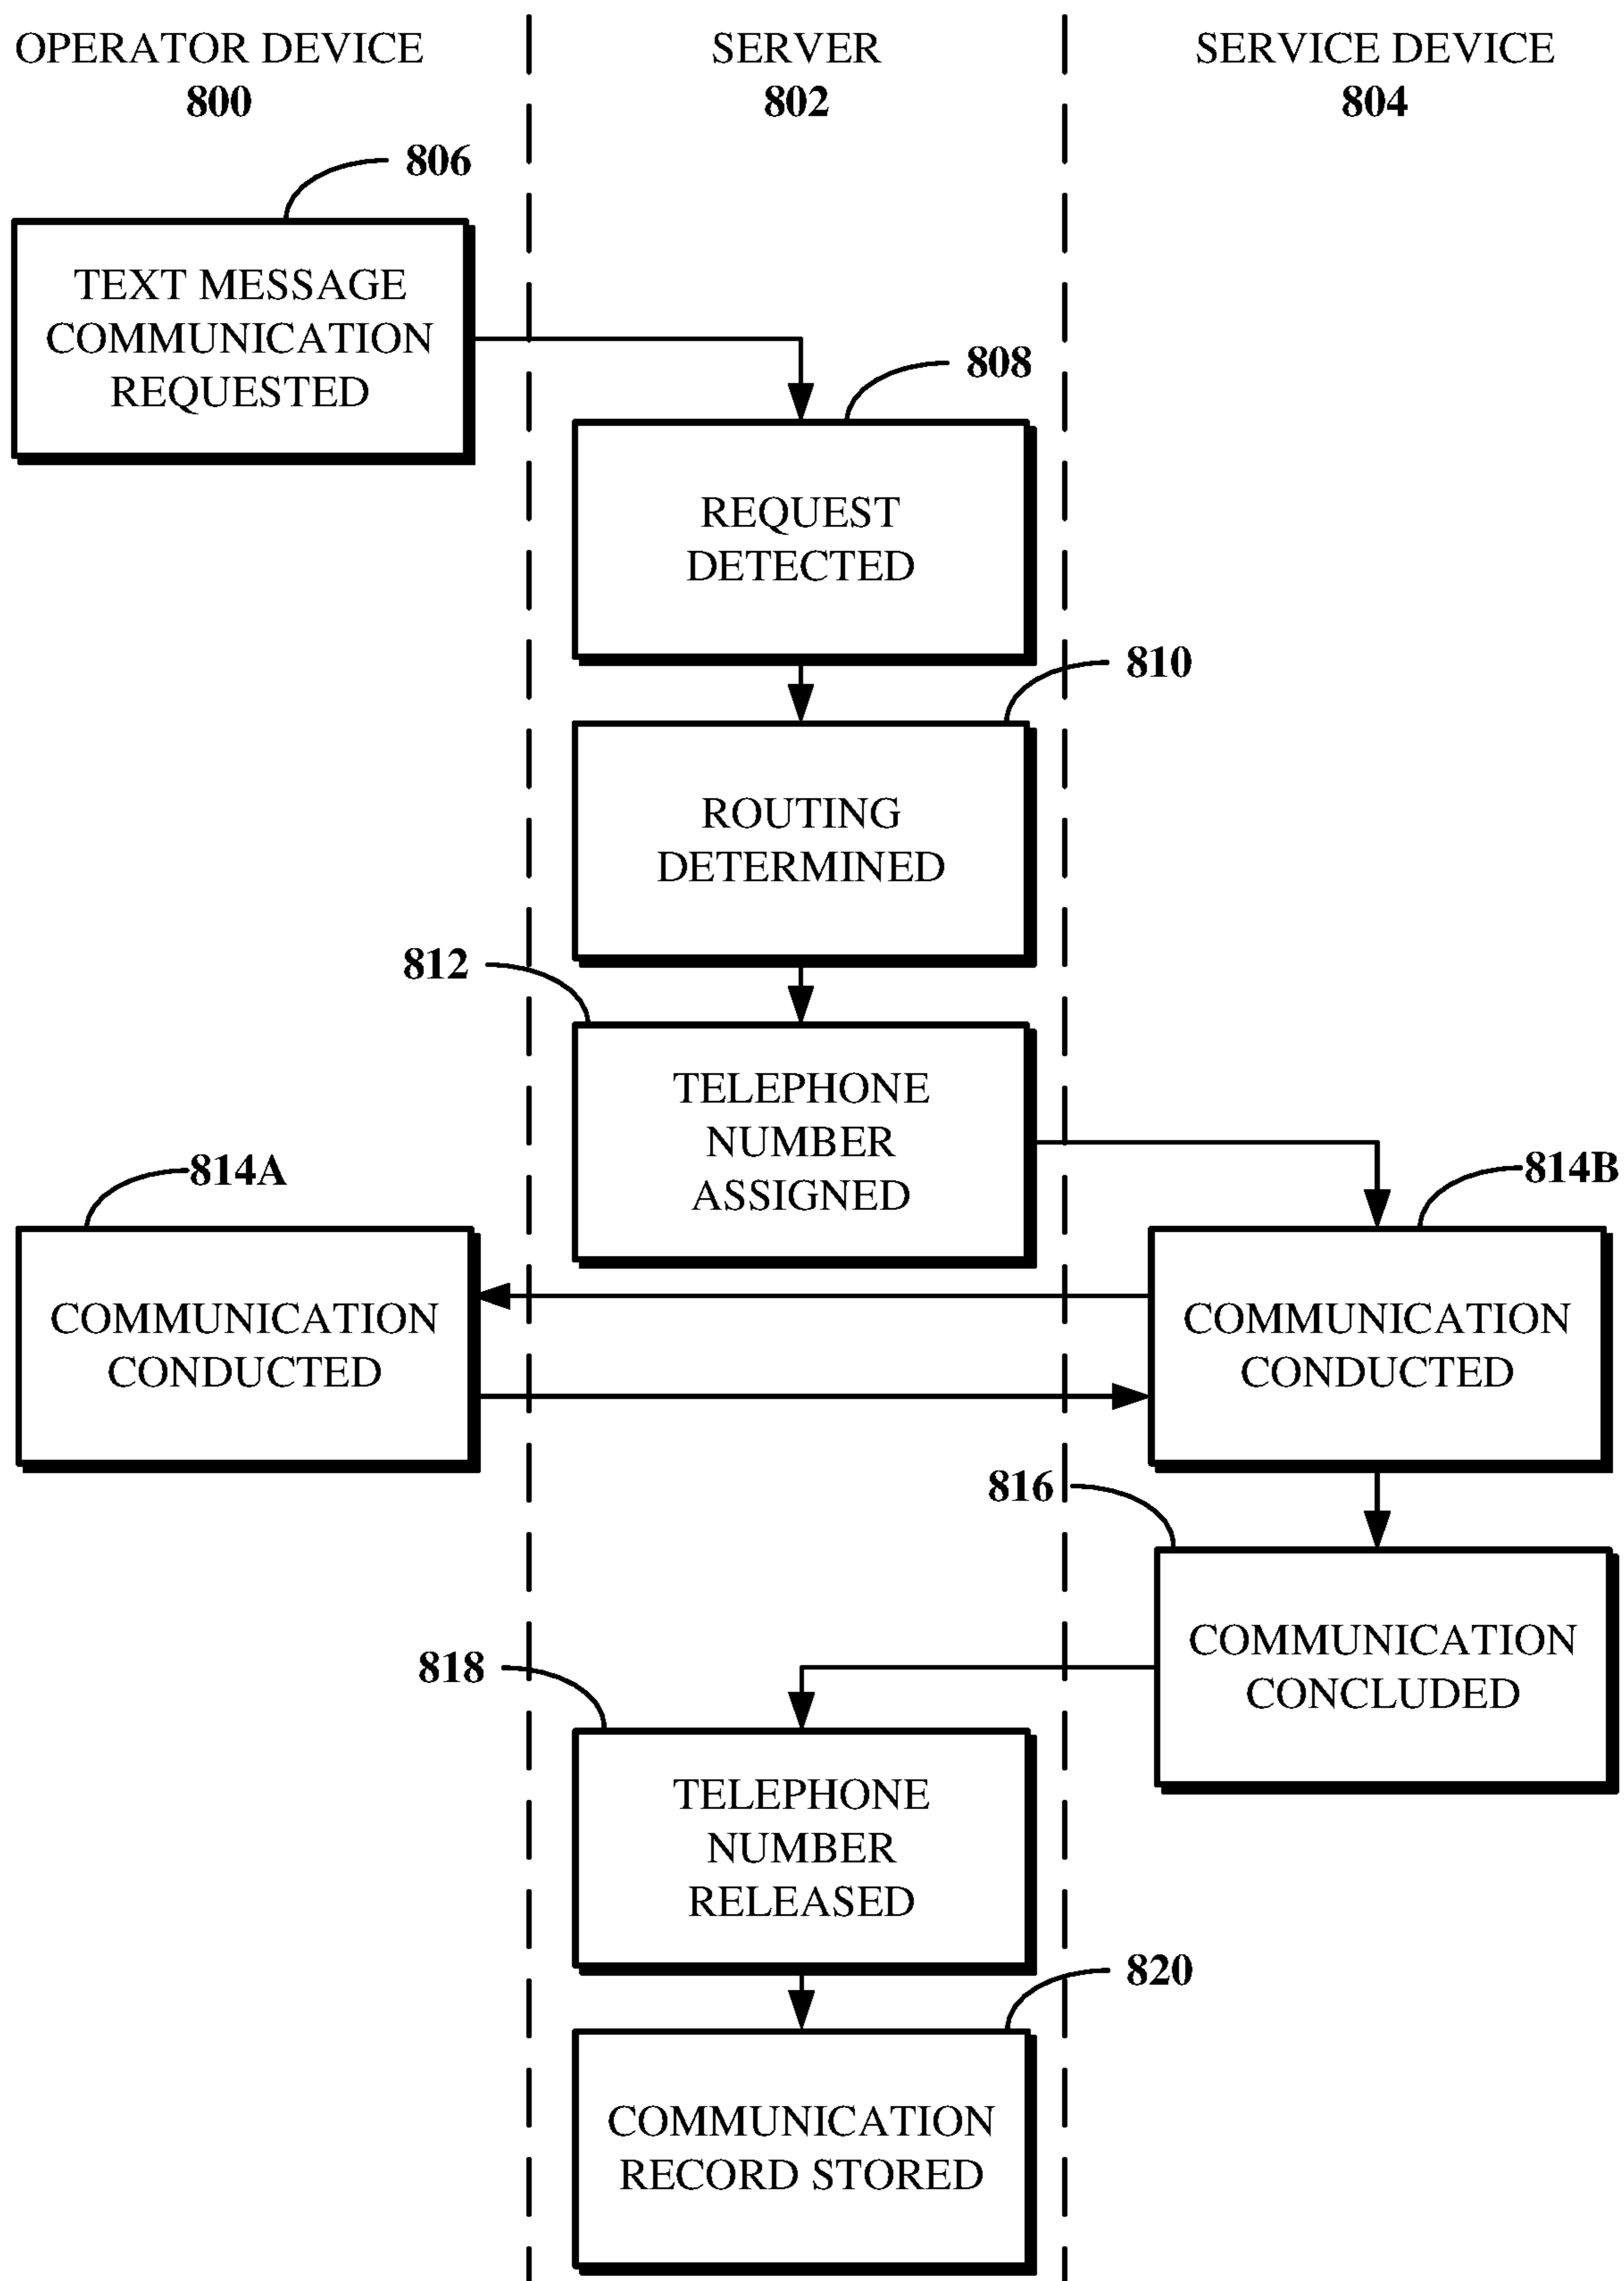 OPERATOR DEVICE
800
SERVER
802
SERVICE DEVICE
804
806
TEXT MESSAGE
COMMUNICATION
REQUESTED
808
REQUEST
DETECTED
810
ROUTING
DETERMINED
812
TELEPHONE
NUMBER
ASSIGNED
814A
COMMUNICATION
CONDUCTED
814B
COMMUNICATION
CONDUCTED
816
COMMUNICATION
CONCLUDED
818
TELEPHONE
NUMBER
RELEASED
820
COMMUNICATION
RECORD STORED